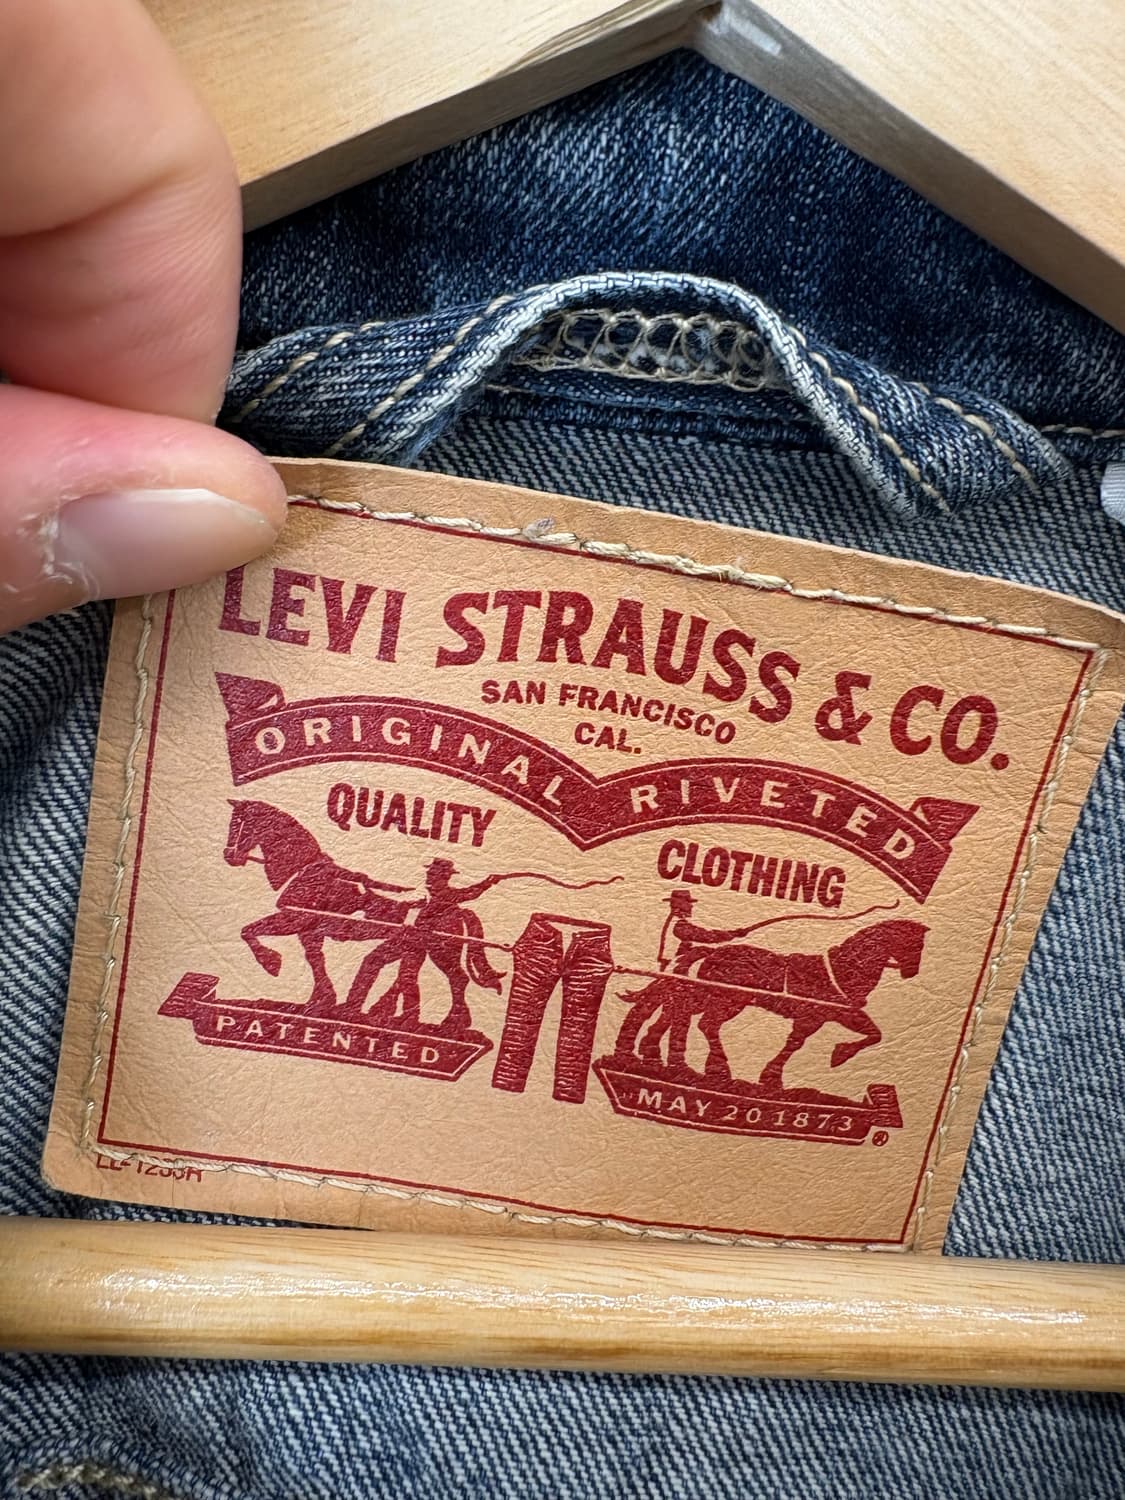 LEVI STRAUSS & CO.
SAN FRANCISCO
CAL.
ORIGINAL RIVETED
QUALITY
CLOTHING
PATENTED
MAY 20 1873
®